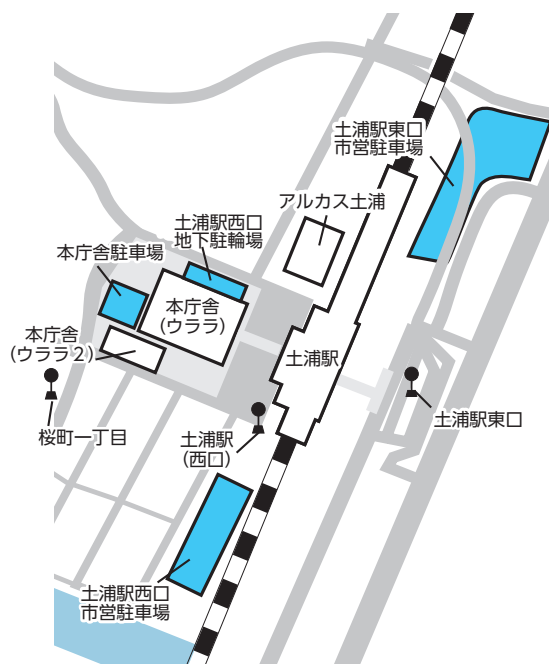 土浦駅東口
市営駐車場
アルカス土浦
土浦駅西口
地下駐輪場
本庁舎駐車場
本庁舎
(ウララ)
本庁舎
(ウララ2)
土浦駅
桜町一丁目
土浦駅
(西口)
土浦駅東口
土浦駅西口
市営駐車場